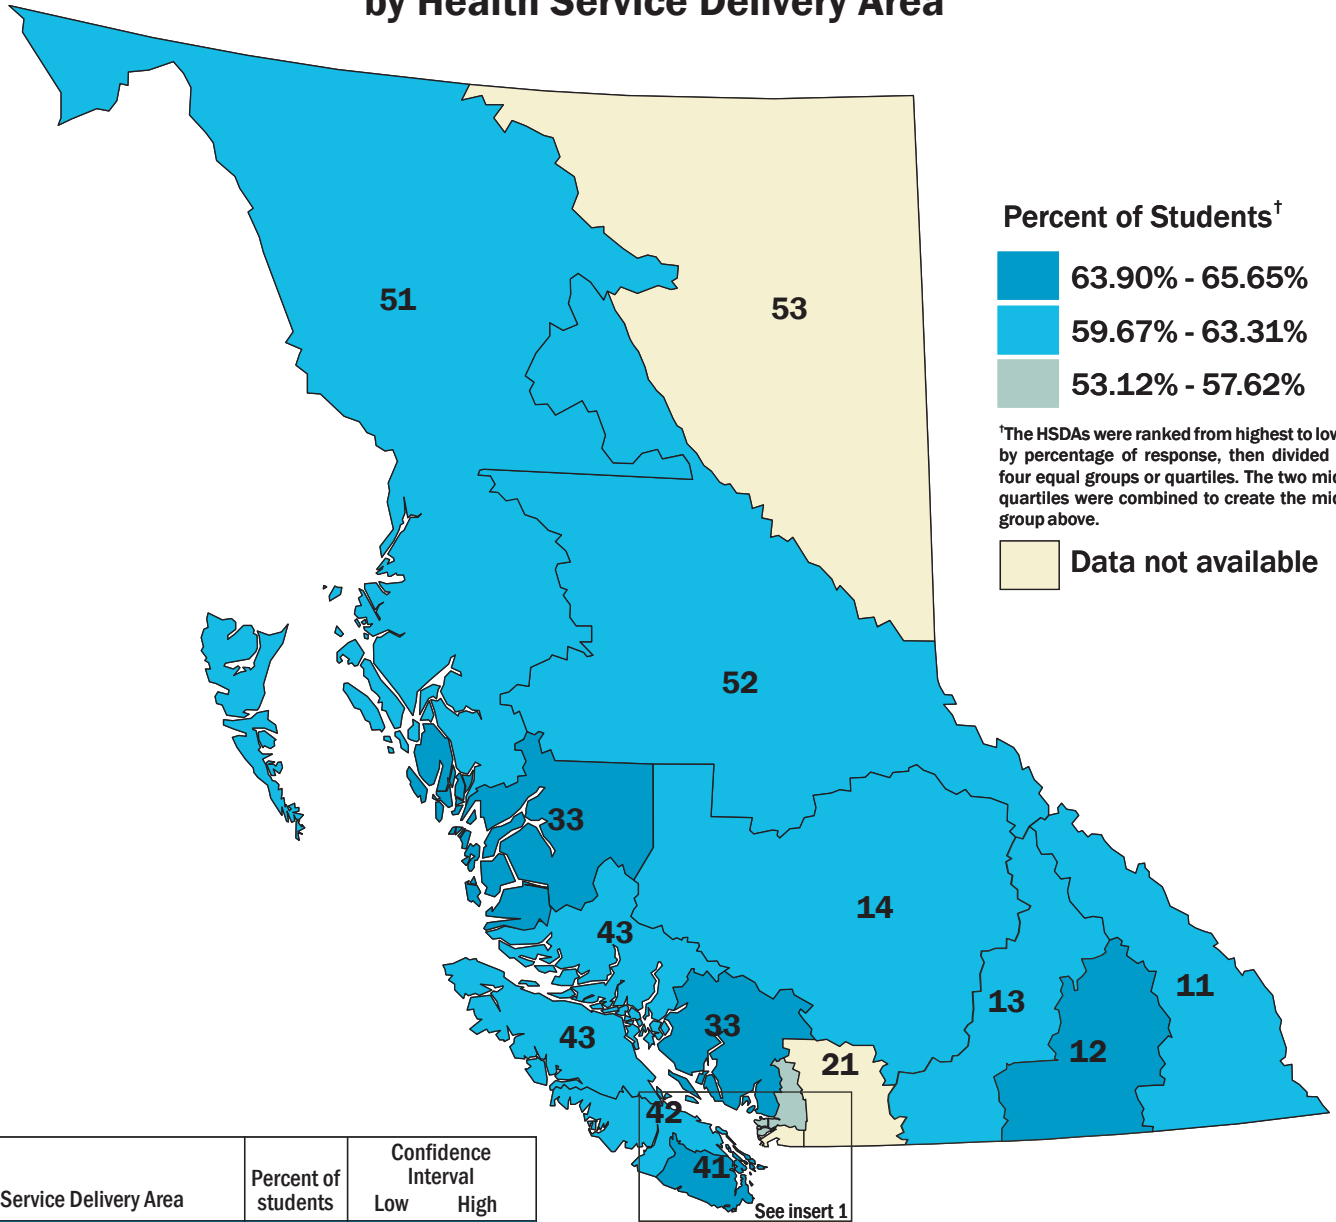 by Health Service Delivery Area
51
53
Percent of Students†
63.90% - 65.65%
59.67% - 63.31%
53.12% - 57.62%
†The HSDAs were ranked from highest to
by percentage of response, then divided
four equal groups or quartiles. The two
quartiles were combined to create the
group above.
Data not available
52
33
14
43
11
13
33
43
12
21
42
41
See insert 1
Service Delivery Area
Percent of
students
Confidence
Interval
Low High